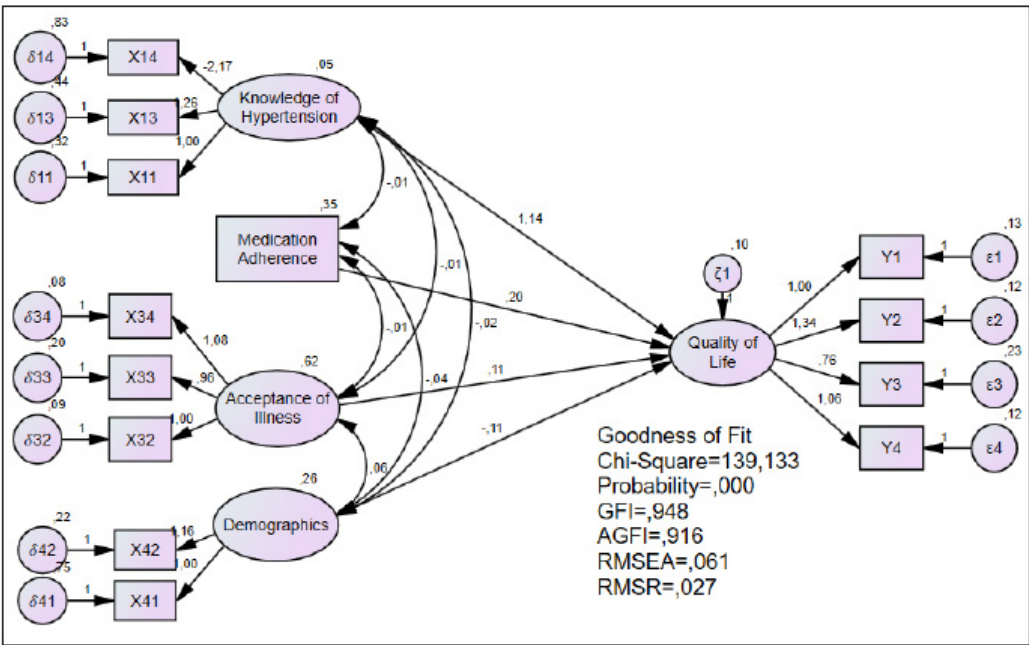 ,83
δ14
1
X14
-2,17
,05
Knowledge of
Hypertension
,44
δ13
1
X13
1,26
,32
δ11
1
X11
1,00
-,01
,35
Medication
Adherence
1,14
,20
-,01
-,02
-,01
-,04
,08
δ34
1
X34
1,08
,20
δ33
1
X33
,96
,62
Acceptance of
Illness
,09
δ32
1
X32
1,00
,11
-,11
,06
,26
Demographics
,22
δ42
1
X42
1,16
,75
δ41
1
X41
1,00
,10
ζ1
1
Quality of
Life
1,00
Y1
1
,13
ε1
1,34
Y2
1
,12
ε2
,76
Y3
1
,23
ε3
1,06
Y4
1
,12
ε4
Goodness of Fit
Chi-Square=139,133
Probability=,000
GFI=,948
AGFI=,916
RMSEA=,061
RMSR=,027